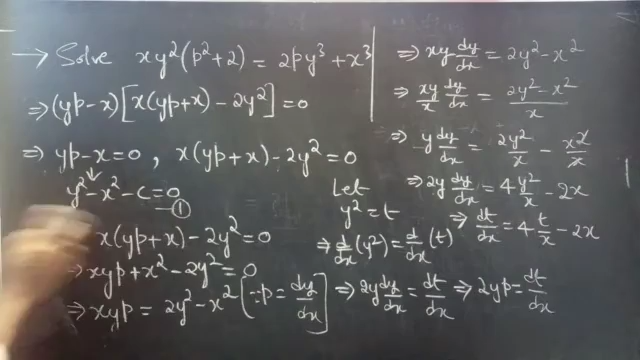 → Solve xy²(p²+2) = 2py³+x³
⇒ (yp-x)[x(yp+x)-2y²]=0
⇒ yp-x=0 , x(yp+x)-2y²=0
y²-x²-c=0 —①
x(yp+x)-2y²=0
⇒ xyp+x²-2y²=0
⇒ xyp = 2y²-x² [∵p=dy/dx]
⇒ xy dy/dx = 2y²-x²
⇒ xy/x dy/dx = 2y²-x²/x
⇒ y dy/dx = 2y²/x - x²/x
⇒ 2y dy/dx = 4y²/x - 2x
Let
y²=t
⇒ d/dx(y²) = d/dx(t)
⇒ 2y dy/dx = dt/dx ⇒ 2yp = dt/dx
⇒ dt/dx = 4t/x - 2x